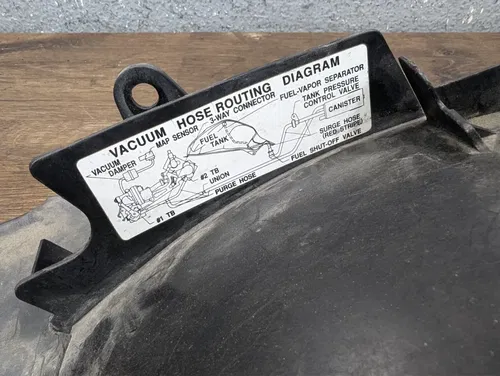 VACUUM HOSE ROUTING DIAGRAM
VACUUM
DAMPER
MAP SENSOR
3-WAY CONNECTOR
FUEL-VAPOR SEPARATOR
FUEL
TANK
TANK PRESSURE
CONTROL VALVE
CANISTER
SURGE HOSE
(RED STRIPE)
#2 TB
UNION
PURGE HOSE
FUEL SHUT-OFF VALVE
#1 TB